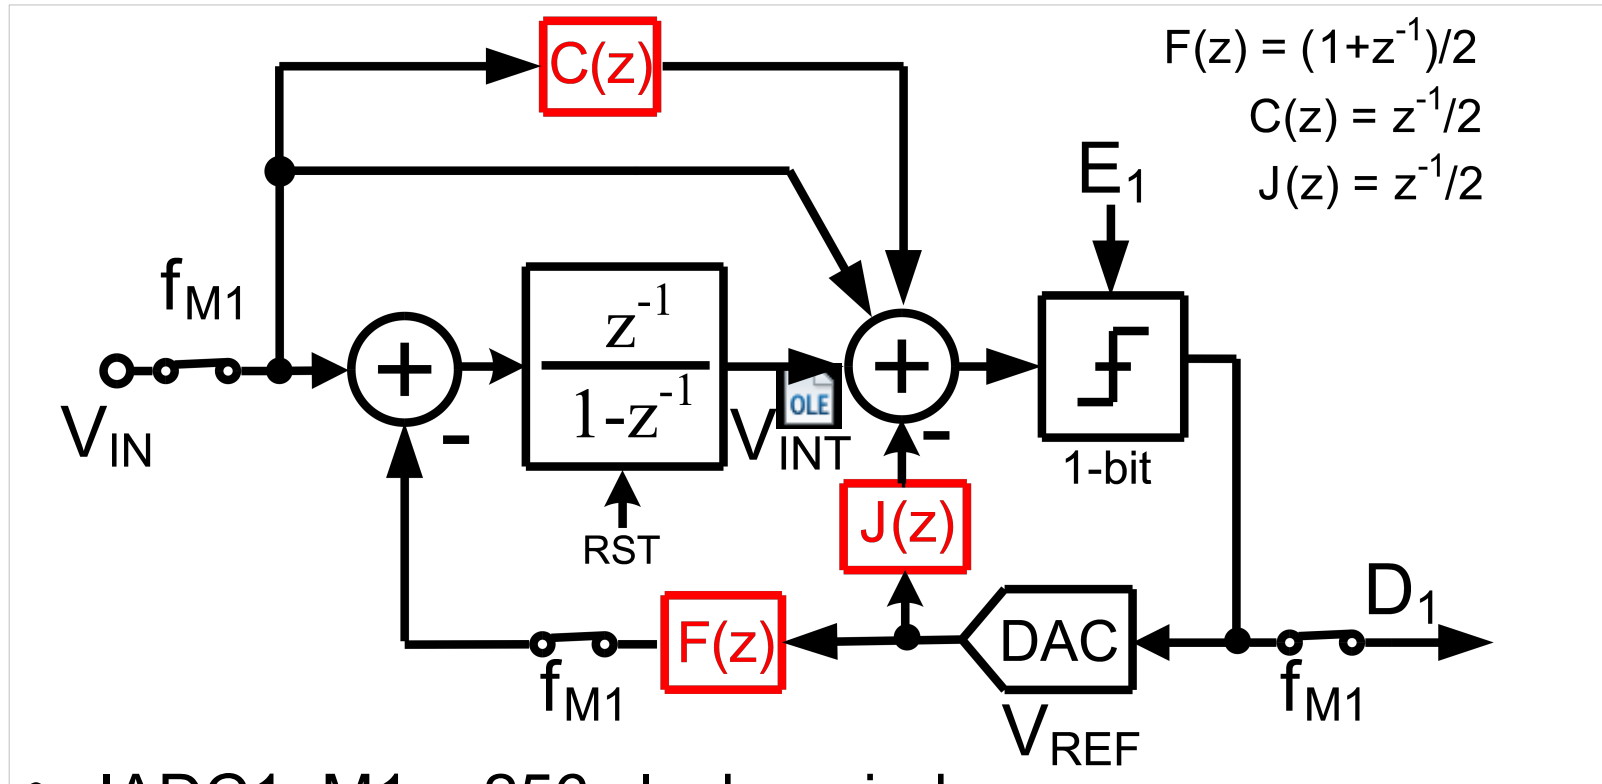 C(z)
F(z) = (1+z-1)/2
C(z) = z-1/2
J(z) = z-1/2
E1
fM1
VIN
+
-
z-1
1-z-1
RST
VINT
OLE
+
-
1-bit
J(z)
F(z)
fM1
DAC
VREF
D1
fM1